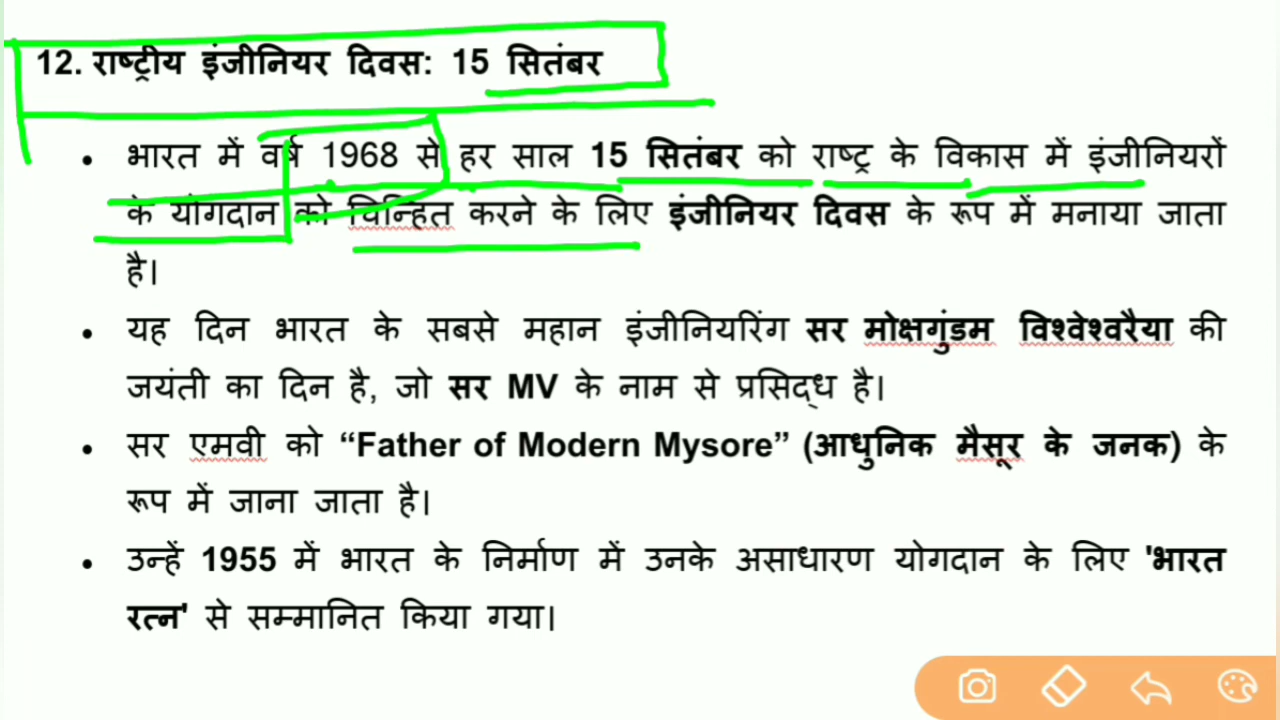 12. राष्ट्रीय इंजीनियर दिवस: 15 सितंबर
• भारत में वर्ष 1968 से हर साल 15 सितंबर को राष्ट्र के विकास में इंजीनियरों
के योगदान को चिन्हित करने के लिए इंजीनियर दिवस के रूप में मनाया जाता
है।
• यह दिन भारत के सबसे महान इंजीनियरिंग सर मोक्षगुंडम विश्वेश्वरैया की
जयंती का दिन है, जो सर MV के नाम से प्रसिद्ध है।
• सर एमवी को “Father of Modern Mysore” (आधुनिक मैसूर के जनक) के
रूप में जाना जाता है।
• उन्हें 1955 में भारत के निर्माण में उनके असाधारण योगदान के लिए 'भारत
रत्न' से सम्मानित किया गया।